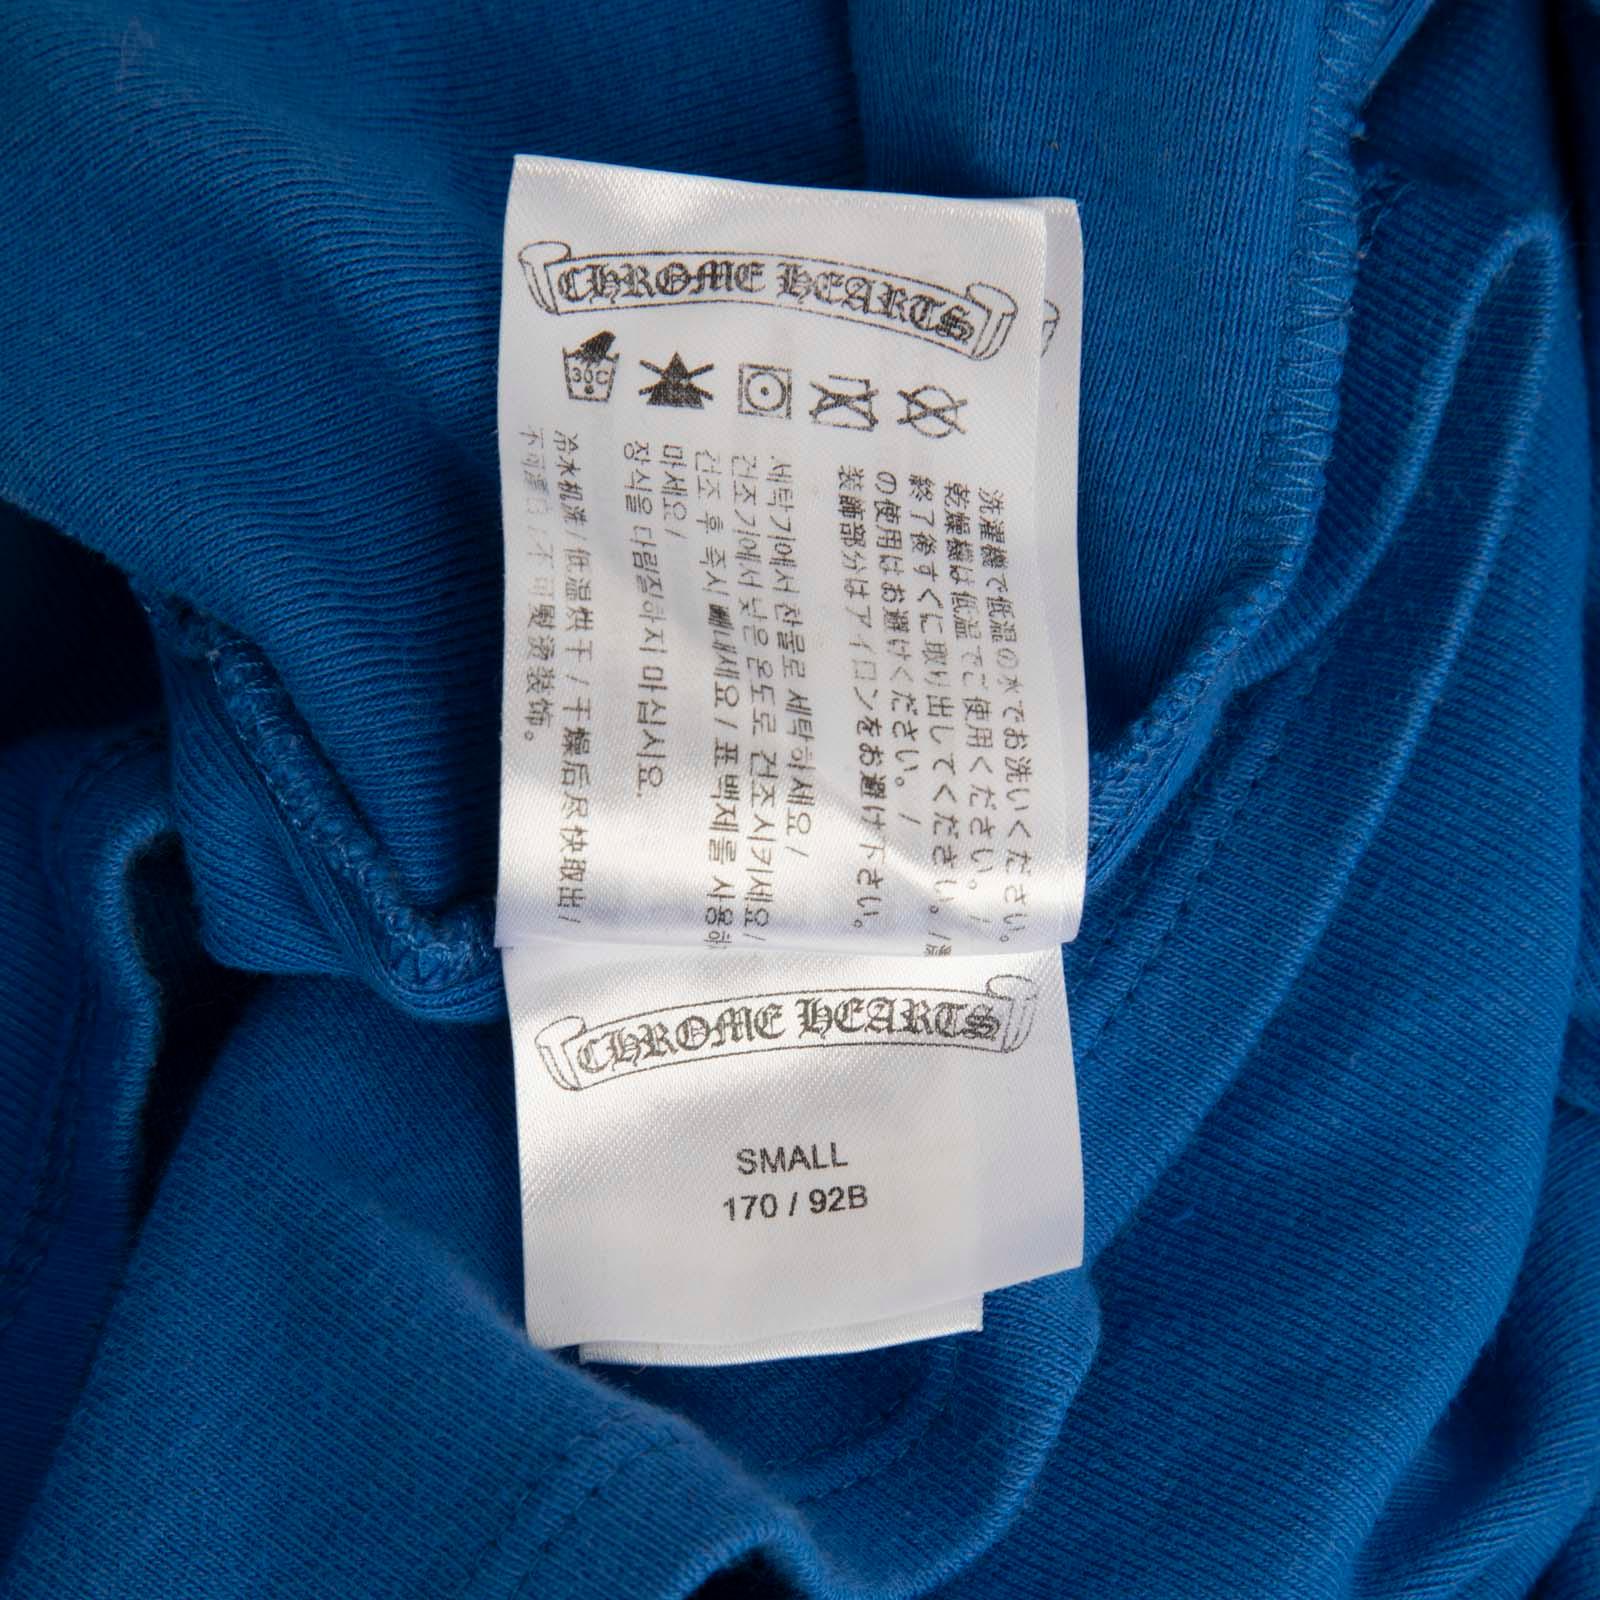 CHROME HEARTS
30C
洗濯機で低温の水でお洗いください。/
乾燥機は低温でご使用ください。/
終了後すぐに取り出してください。/
の使用はお避けください。/
装飾部分はアイロンをお避け下さい。
세탁기에서 찬물로 세탁하세요/
건조기에서 낮은 온도로 건조시키세요/
건조 후 즉시 빼내세요/ 표백제를 사용하
마세요/
장식을 다림질하지 마십시요.
冷水机洗/低温烘干/干燥后尽快取出/
不可漂白/不可熨烫装饰。
CHROME HEARTS
SMALL
170 / 92B